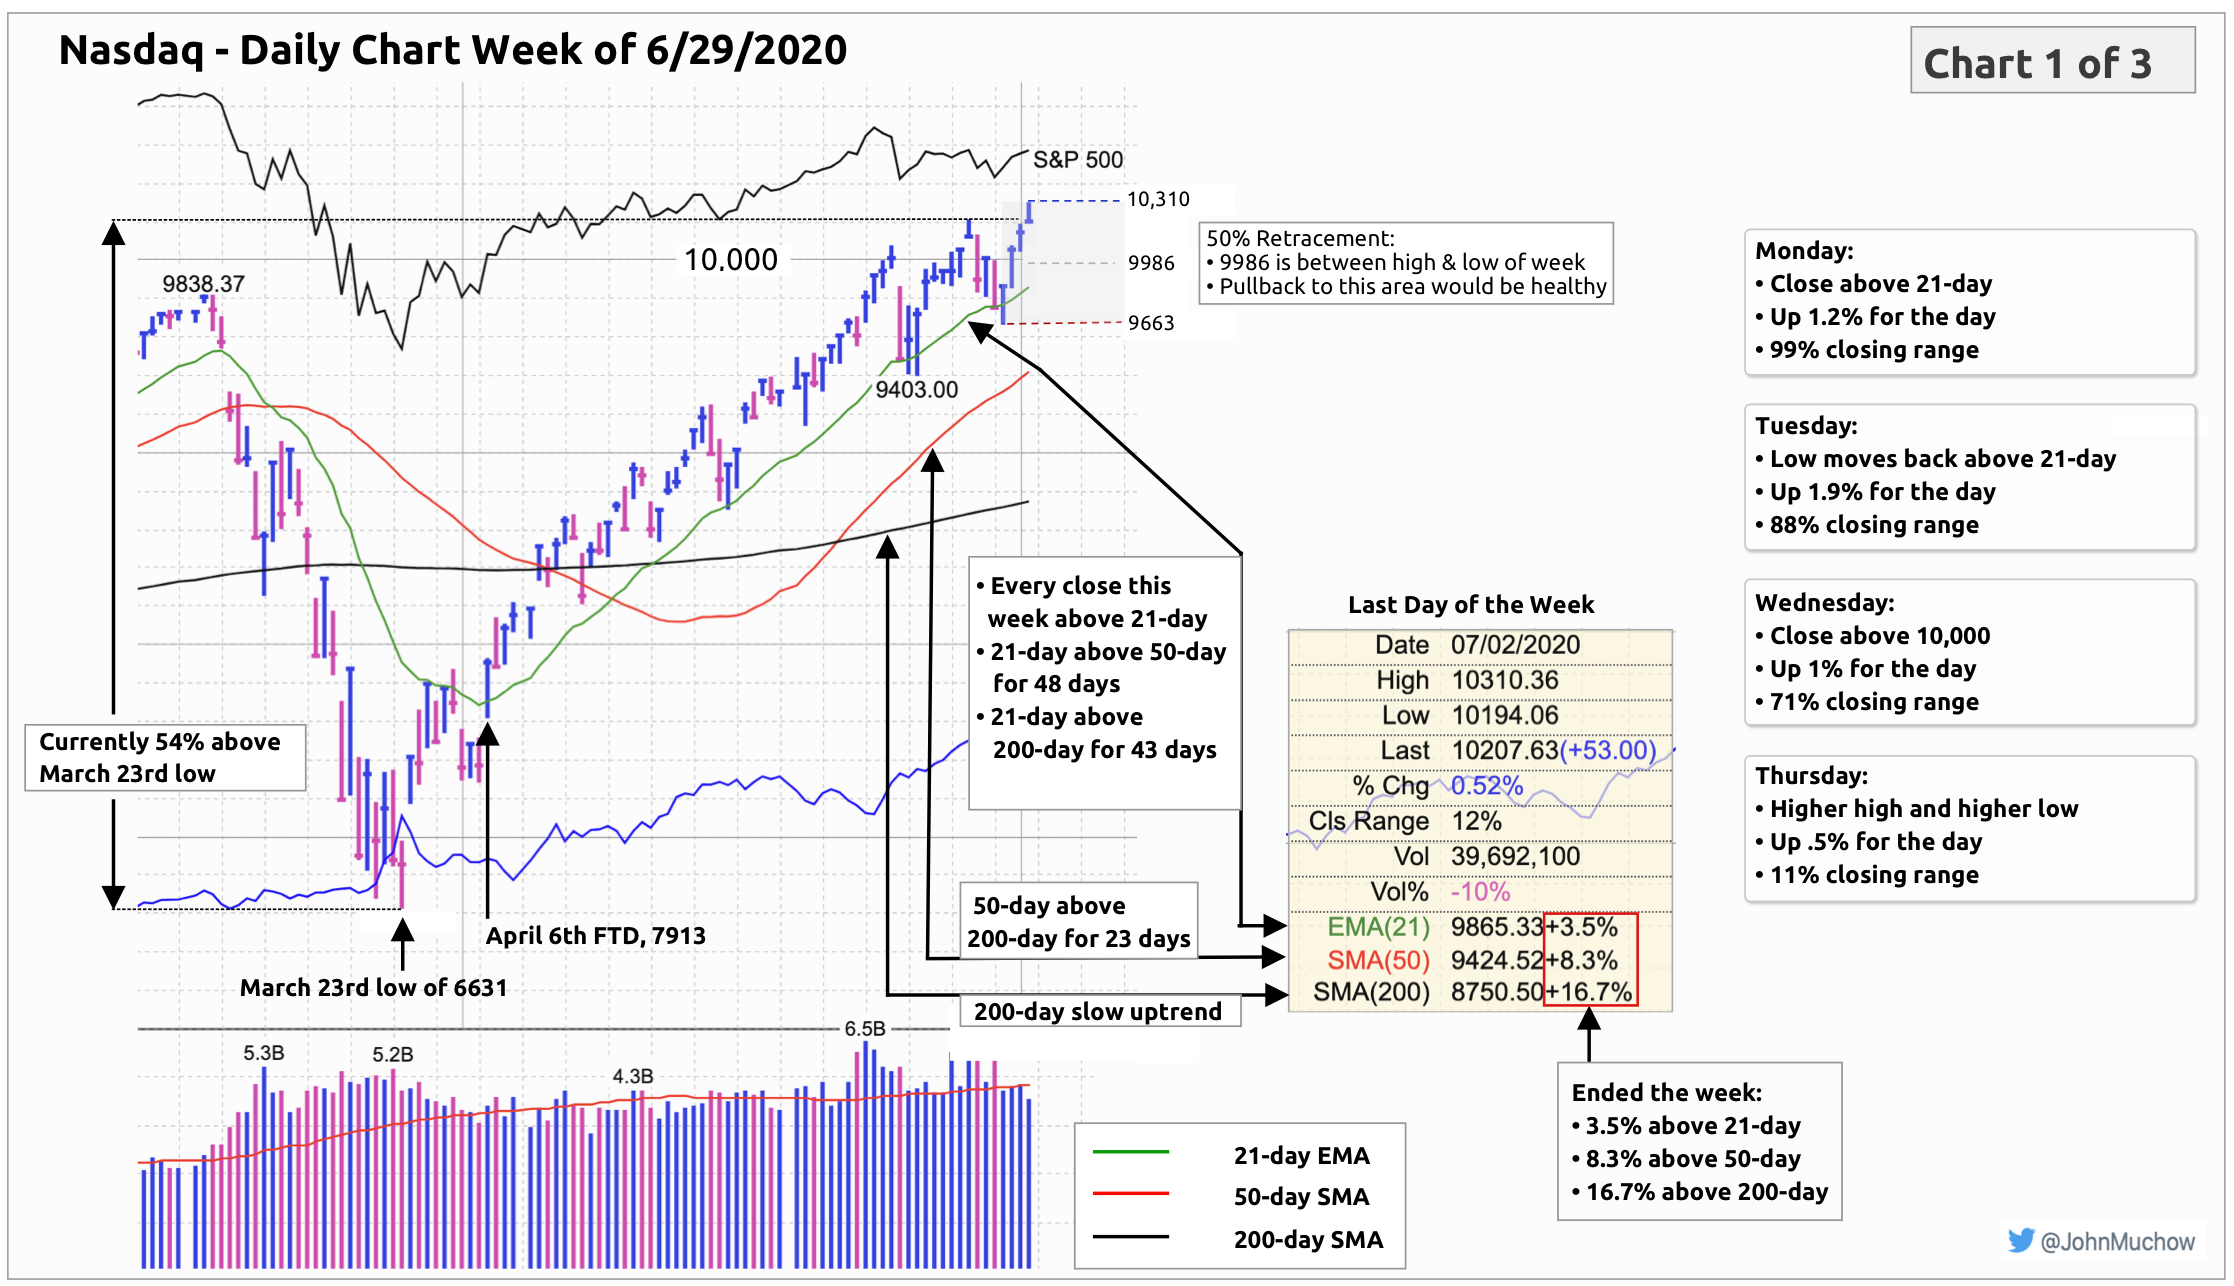 Nasdaq - Daily Chart Week of 6/29/2020
Chart 1 of 3
S&P 500
10,310
10,000
9986
9663
9838.37
9403.00
50% Retracement:
• 9986 is between high & low of week
• Pullback to this area would be healthy
Monday:
• Close above 21-day
• Up 1.2% for the day
• 99% closing range
Tuesday:
• Low moves back above 21-day
• Up 1.9% for the day
• 88% closing range
Wednesday:
• Close above 10,000
• Up 1% for the day
• 71% closing range
Thursday:
• Higher high and higher low
• Up .5% for the day
• 11% closing range
• Every close this
week above 21-day
• 21-day above 50-day
for 48 days
• 21-day above
200-day for 43 days
Currently 54% above
March 23rd low
April 6th FTD, 7913
March 23rd low of 6631
50-day above
200-day for 23 days
200-day slow uptrend
Last Day of the Week
Date 07/02/2020
High 10310.36
Low 10194.06
Last 10207.63(+53.00)
% Chg 0.52%
Cls Range 12%
Vol 39,692,100
Vol% -10%
EMA(21) 9865.33+3.5%
SMA(50) 9424.52+8.3%
SMA(200) 8750.50+16.7%
Ended the week:
• 3.5% above 21-day
• 8.3% above 50-day
• 16.7% above 200-day
5.3B
5.2B
4.3B
6.5B
21-day EMA
50-day SMA
200-day SMA
@JohnMuchow